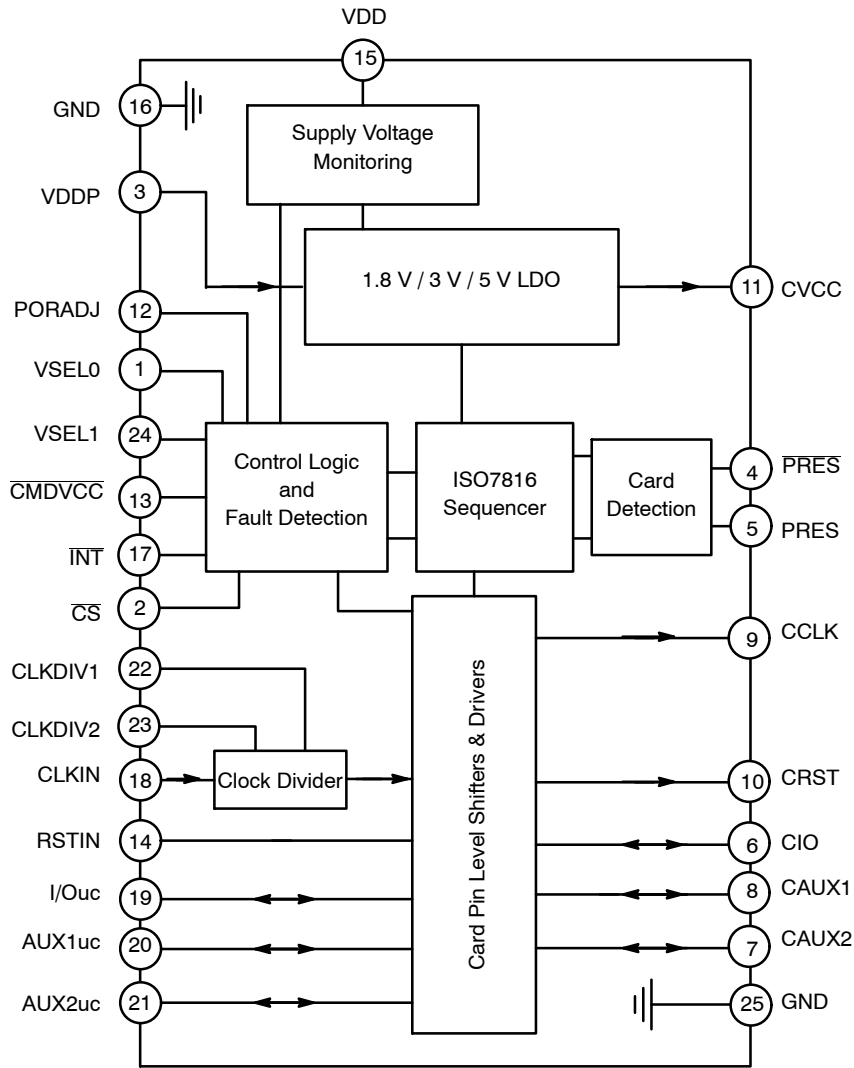 VDD
15
GND
16
Supply Voltage
Monitoring
VDDP
3
1.8 V / 3 V / 5 V LDO
11
CVCC
PORADJ
12
VSEL0
1
VSEL1
24
CMDVCC
13
INT
17
CS
2
Control Logic
and
Fault Detection
ISO7816
Sequencer
Card
Detection
4
PRES
5
PRES
CLKDIV1
22
CLKDIV2
23
CLKIN
18
Clock Divider
RSTIN
14
I/Ouc
19
AUX1uc
20
AUX2uc
21
Card Pin Level Shifters & Drivers
9
CCLK
10
CRST
6
CIO
8
CAUX1
7
CAUX2
25
GND